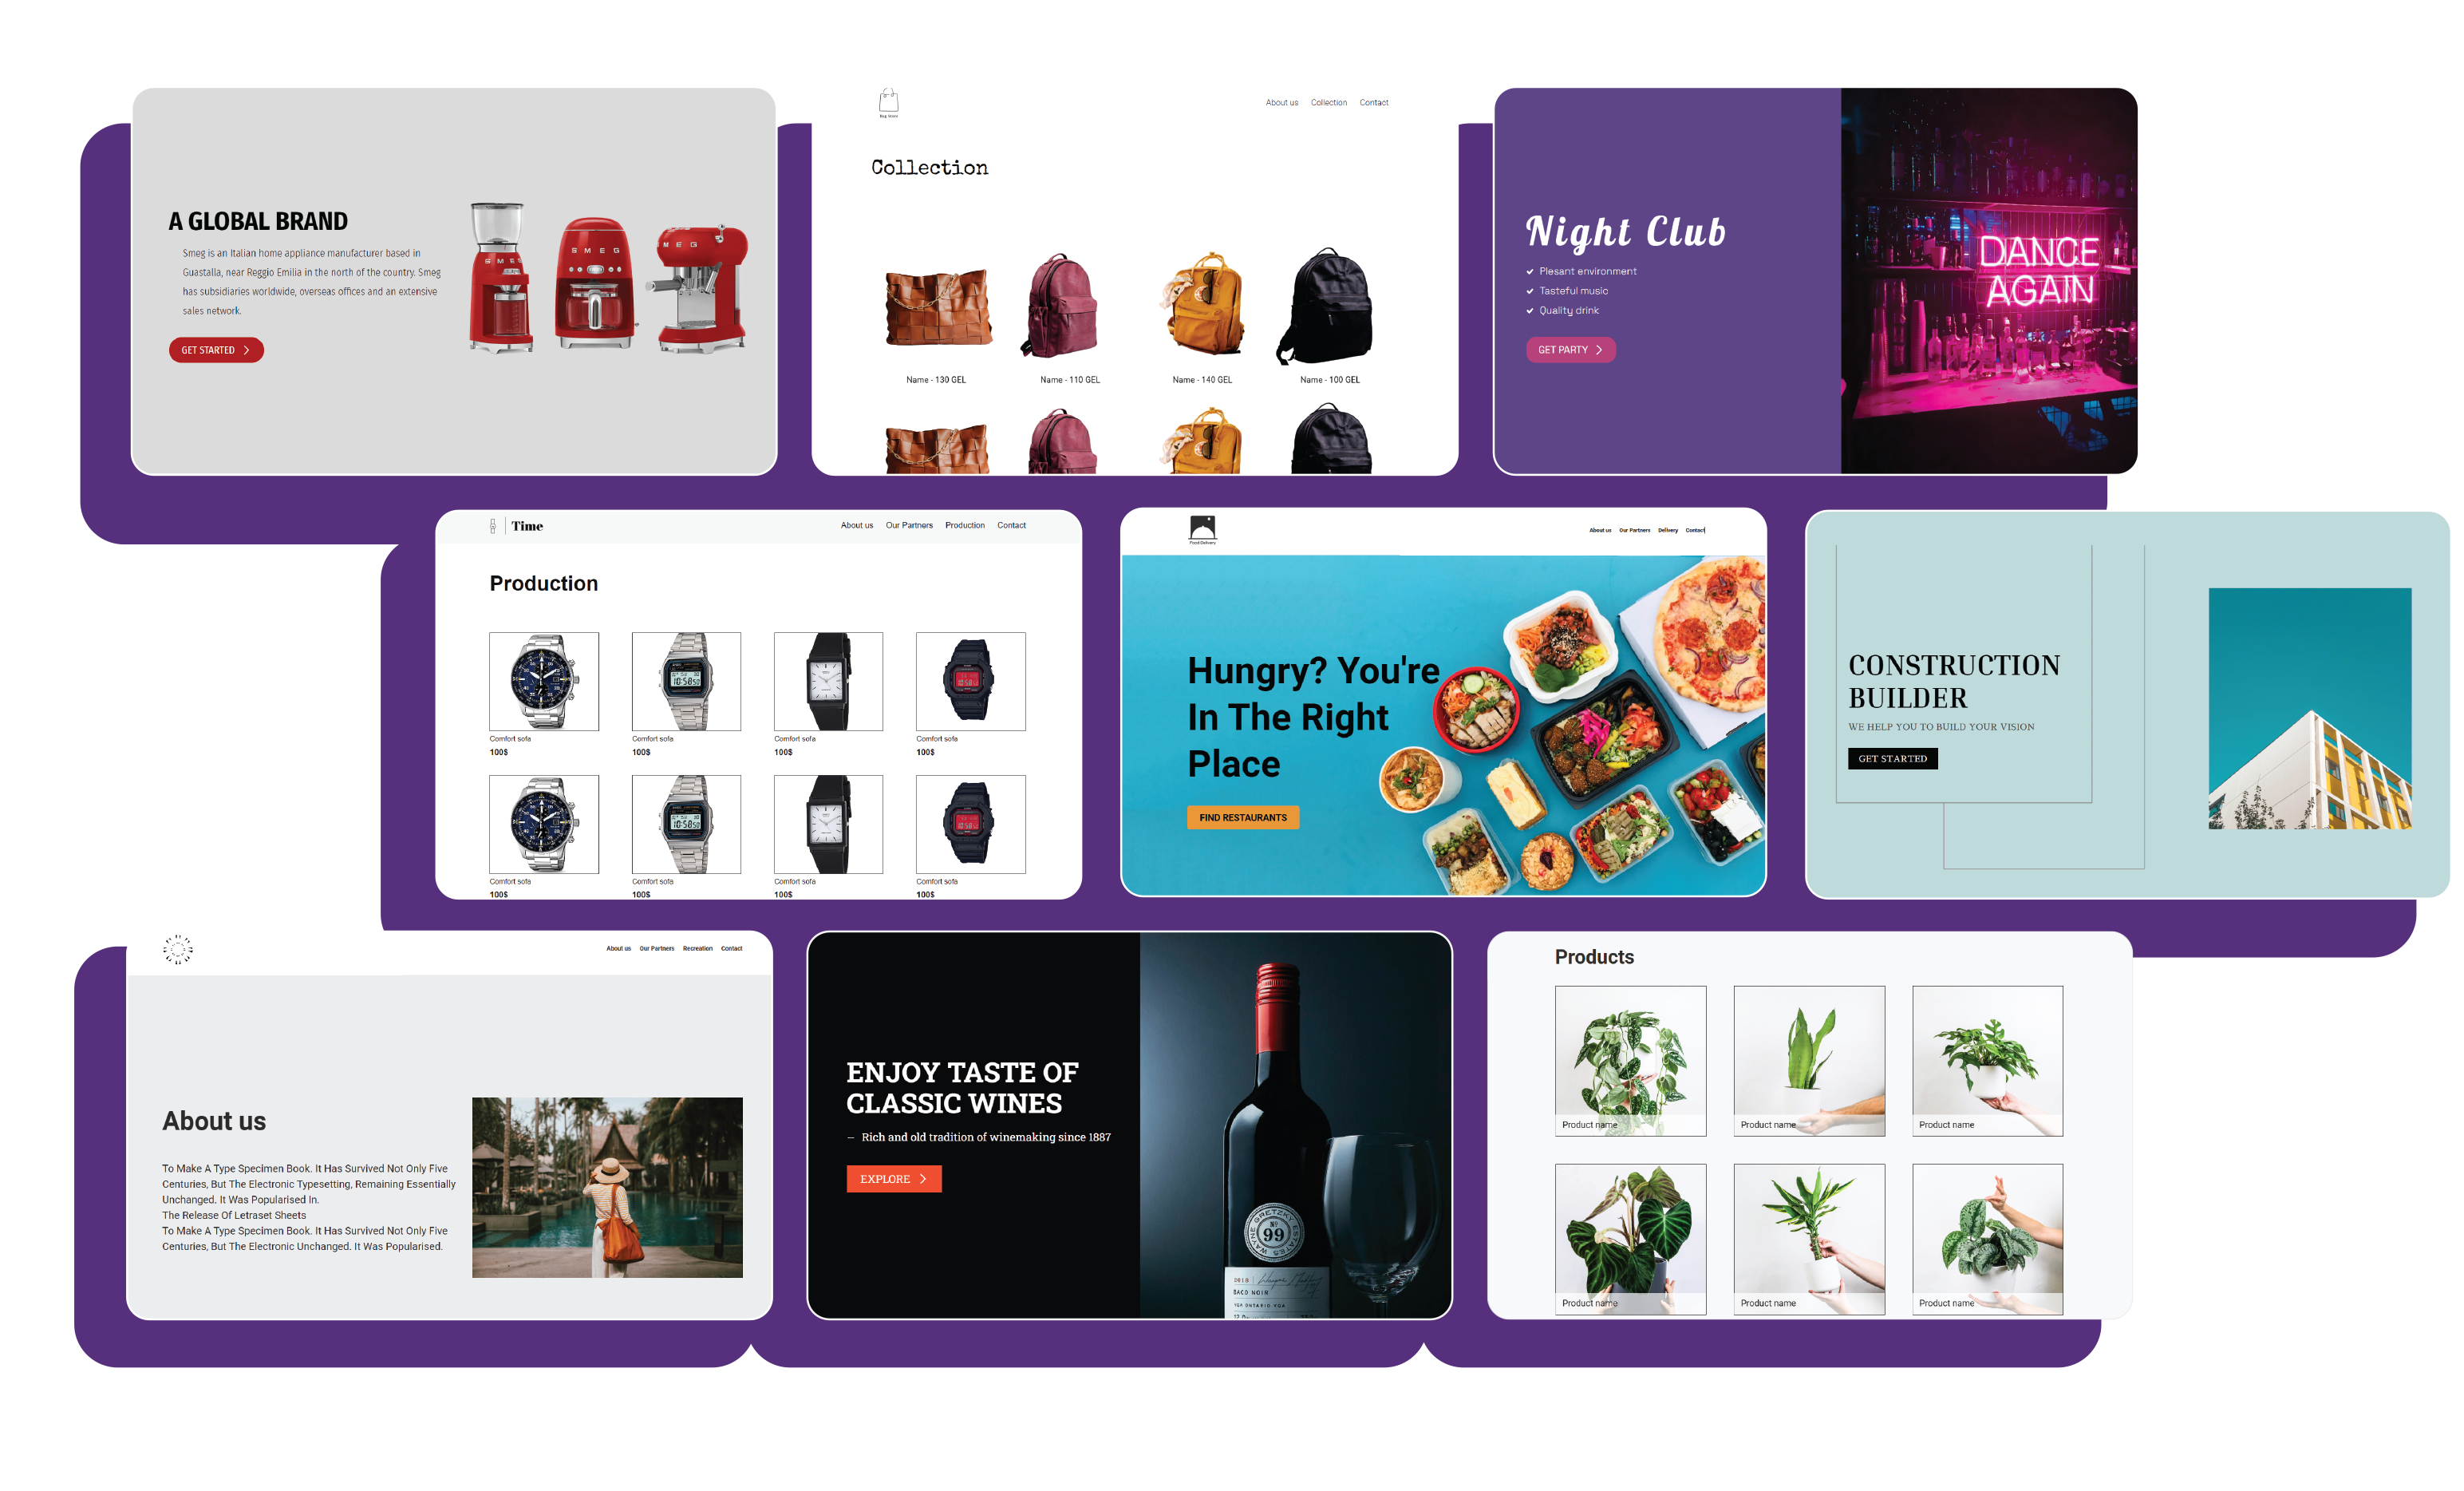 A GLOBAL BRAND
Smeg is an Italian home appliance manufacturer based in
Guastalla, near Reggio Emilia in the north of the country. Smeg
has subsidiaries worldwide, overseas offices and an extensive
sales network.
GET STARTED
SMEG
SMEG
Bag Store
About us Collection Contact
Collection
Name - 130 GEL
Name - 110 GEL
Name - 140 GEL
Name - 100 GEL
Night Club
Plesant environment
Tasteful music
Quality drink
GET PARTY
DANCE
AGAIN
Time
About us Our Partners Production Contact
Production
Comfort sofa
100$
Comfort sofa
100$
Comfort sofa
100$
Comfort sofa
100$
Comfort sofa
100$
Comfort sofa
100$
Comfort sofa
100$
Comfort sofa
100$
Food Delivery
About us Our Partners Delivery Contact
Hungry? You're
In The Right
Place
FIND RESTAURANTS
CONSTRUCTION
BUILDER
WE HELP YOU TO BUILD YOUR VISION
GET STARTED
About us Our Partners Recreation Contact
About us
To Make A Type Specimen Book. It Has Survived Not Only Five
Centuries, But The Electronic Typesetting, Remaining Essentially
Unchanged. It Was Popularised In.
The Release Of Letraset Sheets
To Make A Type Specimen Book. It Has Survived Not Only Five
Centuries, But The Electronic Unchanged. It Was Popularised.
ENJOY TASTE OF
CLASSIC WINES
– Rich and old tradition of winemaking since 1887
EXPLORE
WAYNE GRETZKY ESTATES
Nº
99
2018
BACO NOIR
VQA ONTARIO VQA
Products
Product name
Product name
Product name
Product name
Product name
Product name